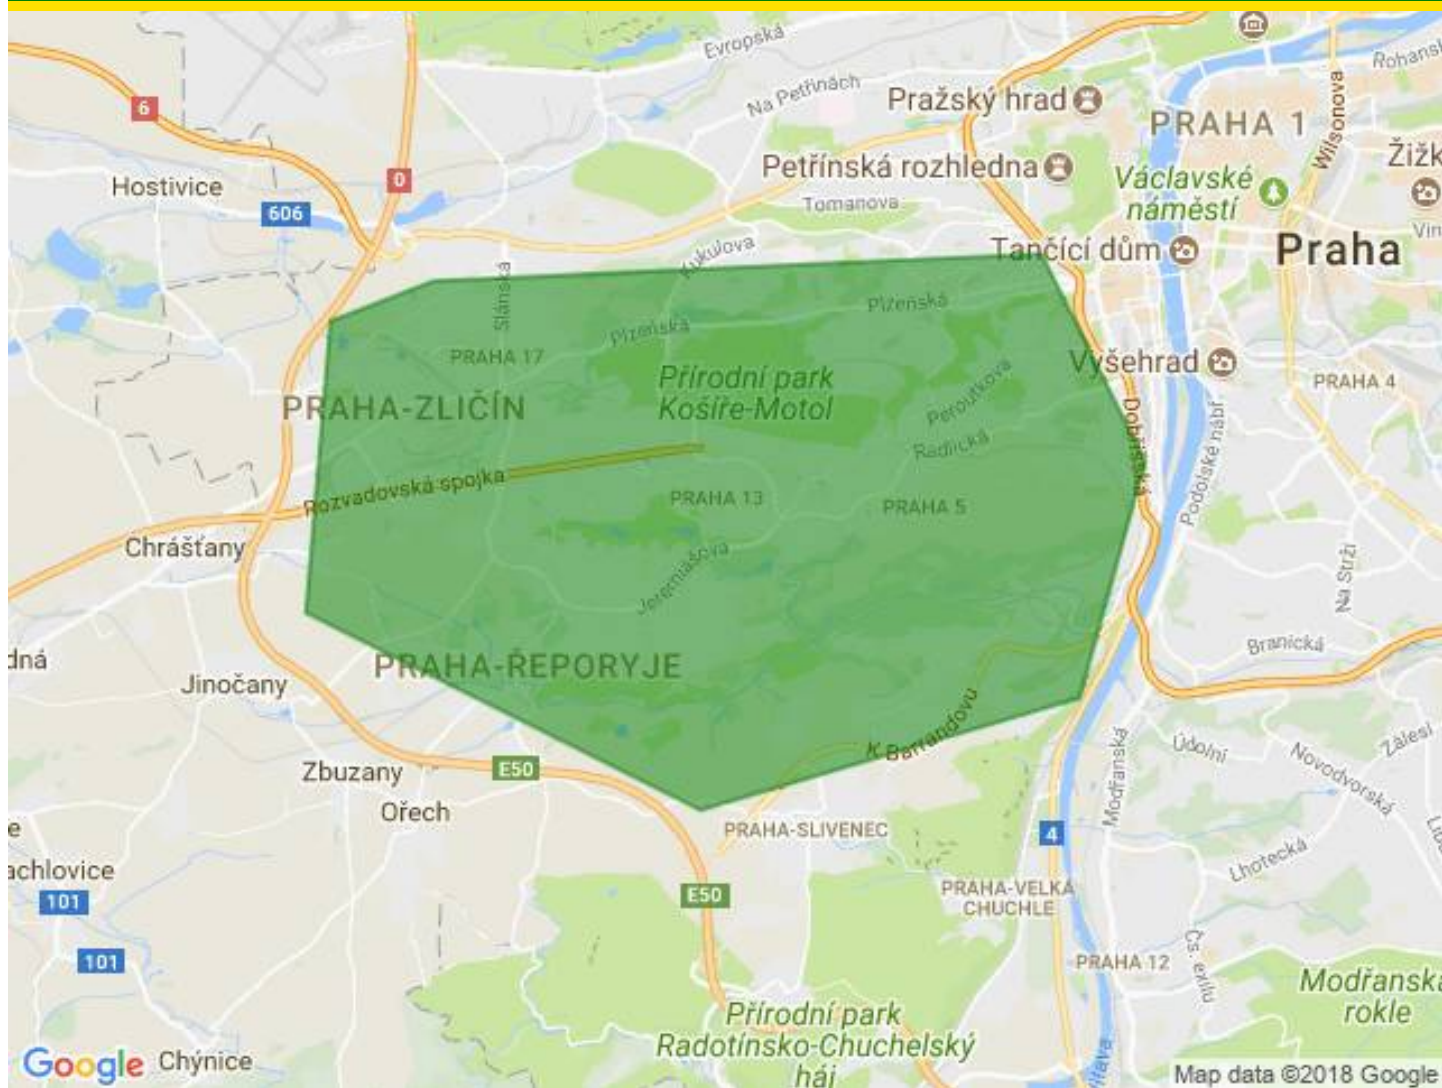 Evropská
Rohansk
Na Petřinách
6
Pražský hrad
PRAHA 1
Wilsonova
Petřínská rozhledna
Žižk
0
Hostivice
Václavské
náměstí
606
Tomanova
Vin
Kukulova
Tančící dům
Praha
Slánská
Plzeňská
Plzeňská
PRAHA 17
Vyšehrad
Přírodní park
Košíře-Motol
PRAHA 4
Peroutkova
PRAHA-ZLIČÍN
Radlická
Dobříšská
Podolské nábř.
Rozvadovská spojka
PRAHA 13
PRAHA 5
Chrášťany
Jeremiášova
Na Strži
Branická
dná
PRAHA-ŘEPORYJE
Jinočany
K Barrandovu
Údolní
Zálesí
Novodvorská
Modřanská
Zbuzany
E50
Ořech
PRAHA-SLIVENEC
4
e
Lhotecká
achlovice
101
E50
PRAHA-VELKÁ
CHUCHLE
Čs. exilu
101
PRAHA 12
Modřanská
rokle
Přírodní park
Radotínsko-Chuchelský
háj
Vltava
Google
Chýnice
Map data ©2018 Google